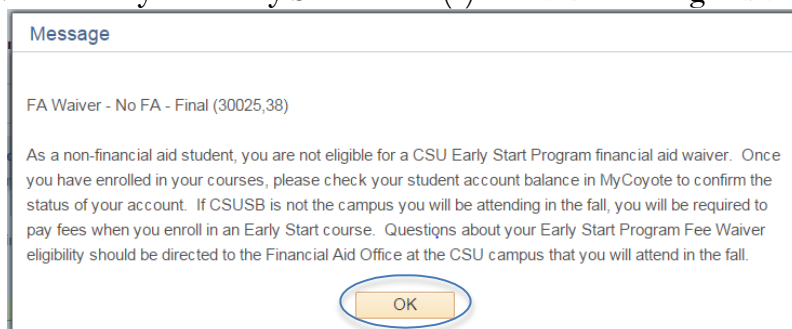 Message
FA Waiver - No FA - Final (30025,38)
As a non-financial aid student, you are not eligible for a CSU Early Start Program financial aid waiver. Once
you have enrolled in your courses, please check your student account balance in MyCoyote to confirm the
status of your account. If CSUSB is not the campus you will be attending in the fall, you will be required to
pay fees when you enroll in an Early Start course. Questions about your Early Start Program Fee Waiver
eligibility should be directed to the Financial Aid Office at the CSU campus that you will attend in the fall.
OK